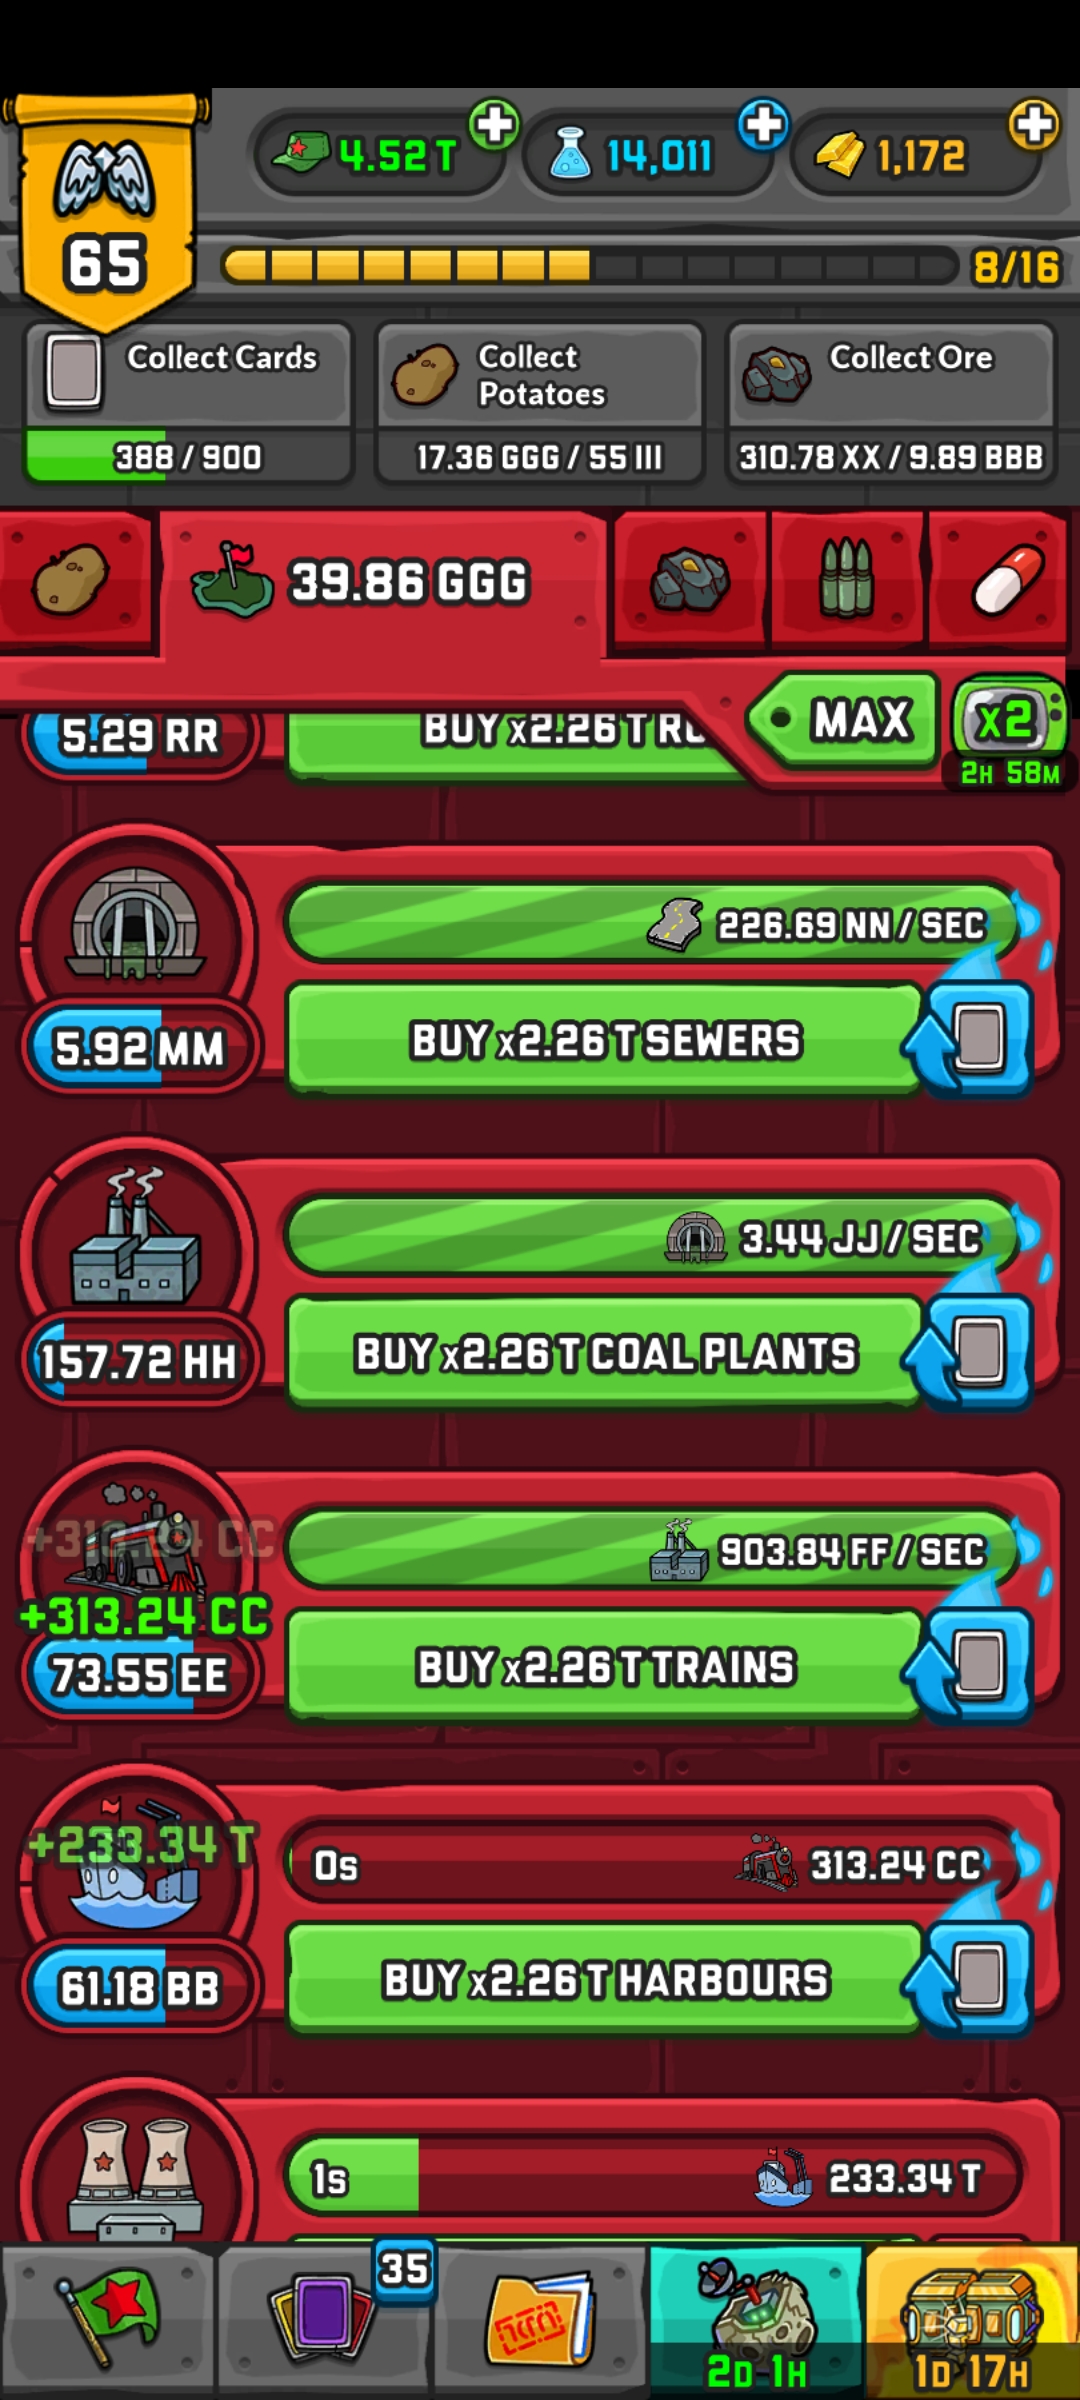 4.52 T
14,011
1,172
65
8/16
Collect Cards
388 / 900
Collect
Potatoes
17.36 GGG / 55 III
Collect Ore
310.78 XX / 9.89 BBB
39.86 GGG
MAX
x2
2H 58M
5.29 RR
BUY x2.26 T
226.69 NN / SEC
5.92 MM
BUY x2.26 T SEWERS
3.44 JJ / SEC
157.72 HH
BUY x2.26 T COAL PLANTS
903.84 FF / SEC
+313.24 CC
+313.24 CC
73.55 EE
BUY x2.26 T TRAINS
+233.34 T
0s
313.24 CC
61.18 BB
BUY x2.26 T HARBOURS
1s
233.34 T
35
2D 1H
1D 17H